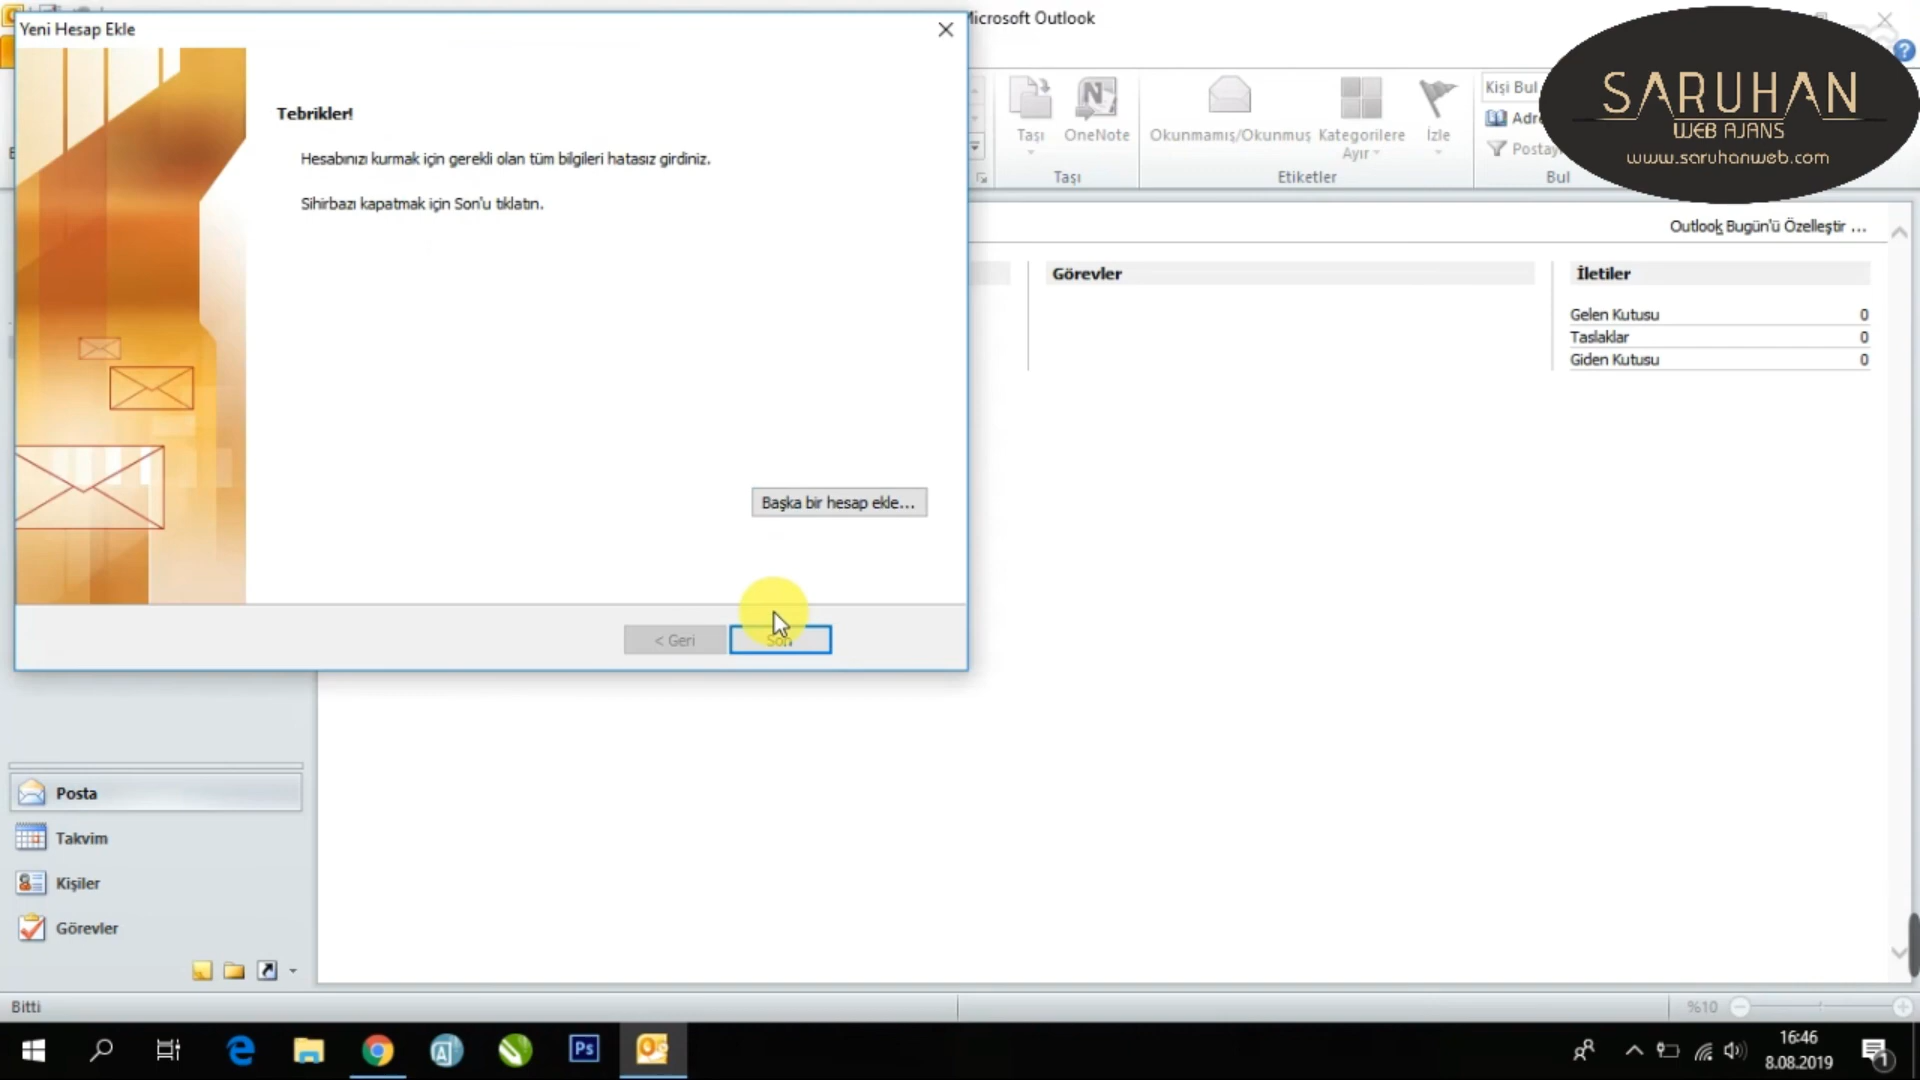 Yeni Hesap Ekle
Tebrikler!
Hesabınızı kurmak için gerekli olan tüm bilgileri hatasız girdiniz.
Sihirbazı kapatmak için Son'u tıklatın.
Başka bir hesap ekle...
< Geri
Son
Microsoft Outlook
Taşı
OneNote
Okunmamış/Okunmuş
Kategorilere
Ayır
İzle
Kişi Bul
Taşı
Etiketler
Bul
SARUHAN
WEB AJANS
www.saruhanweb.com
Outlook Bugün'ü Özelleştir ...
Görevler
İletiler
Gelen Kutusu 0
Taslaklar 0
Giden Kutusu 0
Posta
Takvim
Kişiler
Görevler
Bitti
%10
Ps
16:46
8.08.2019
1